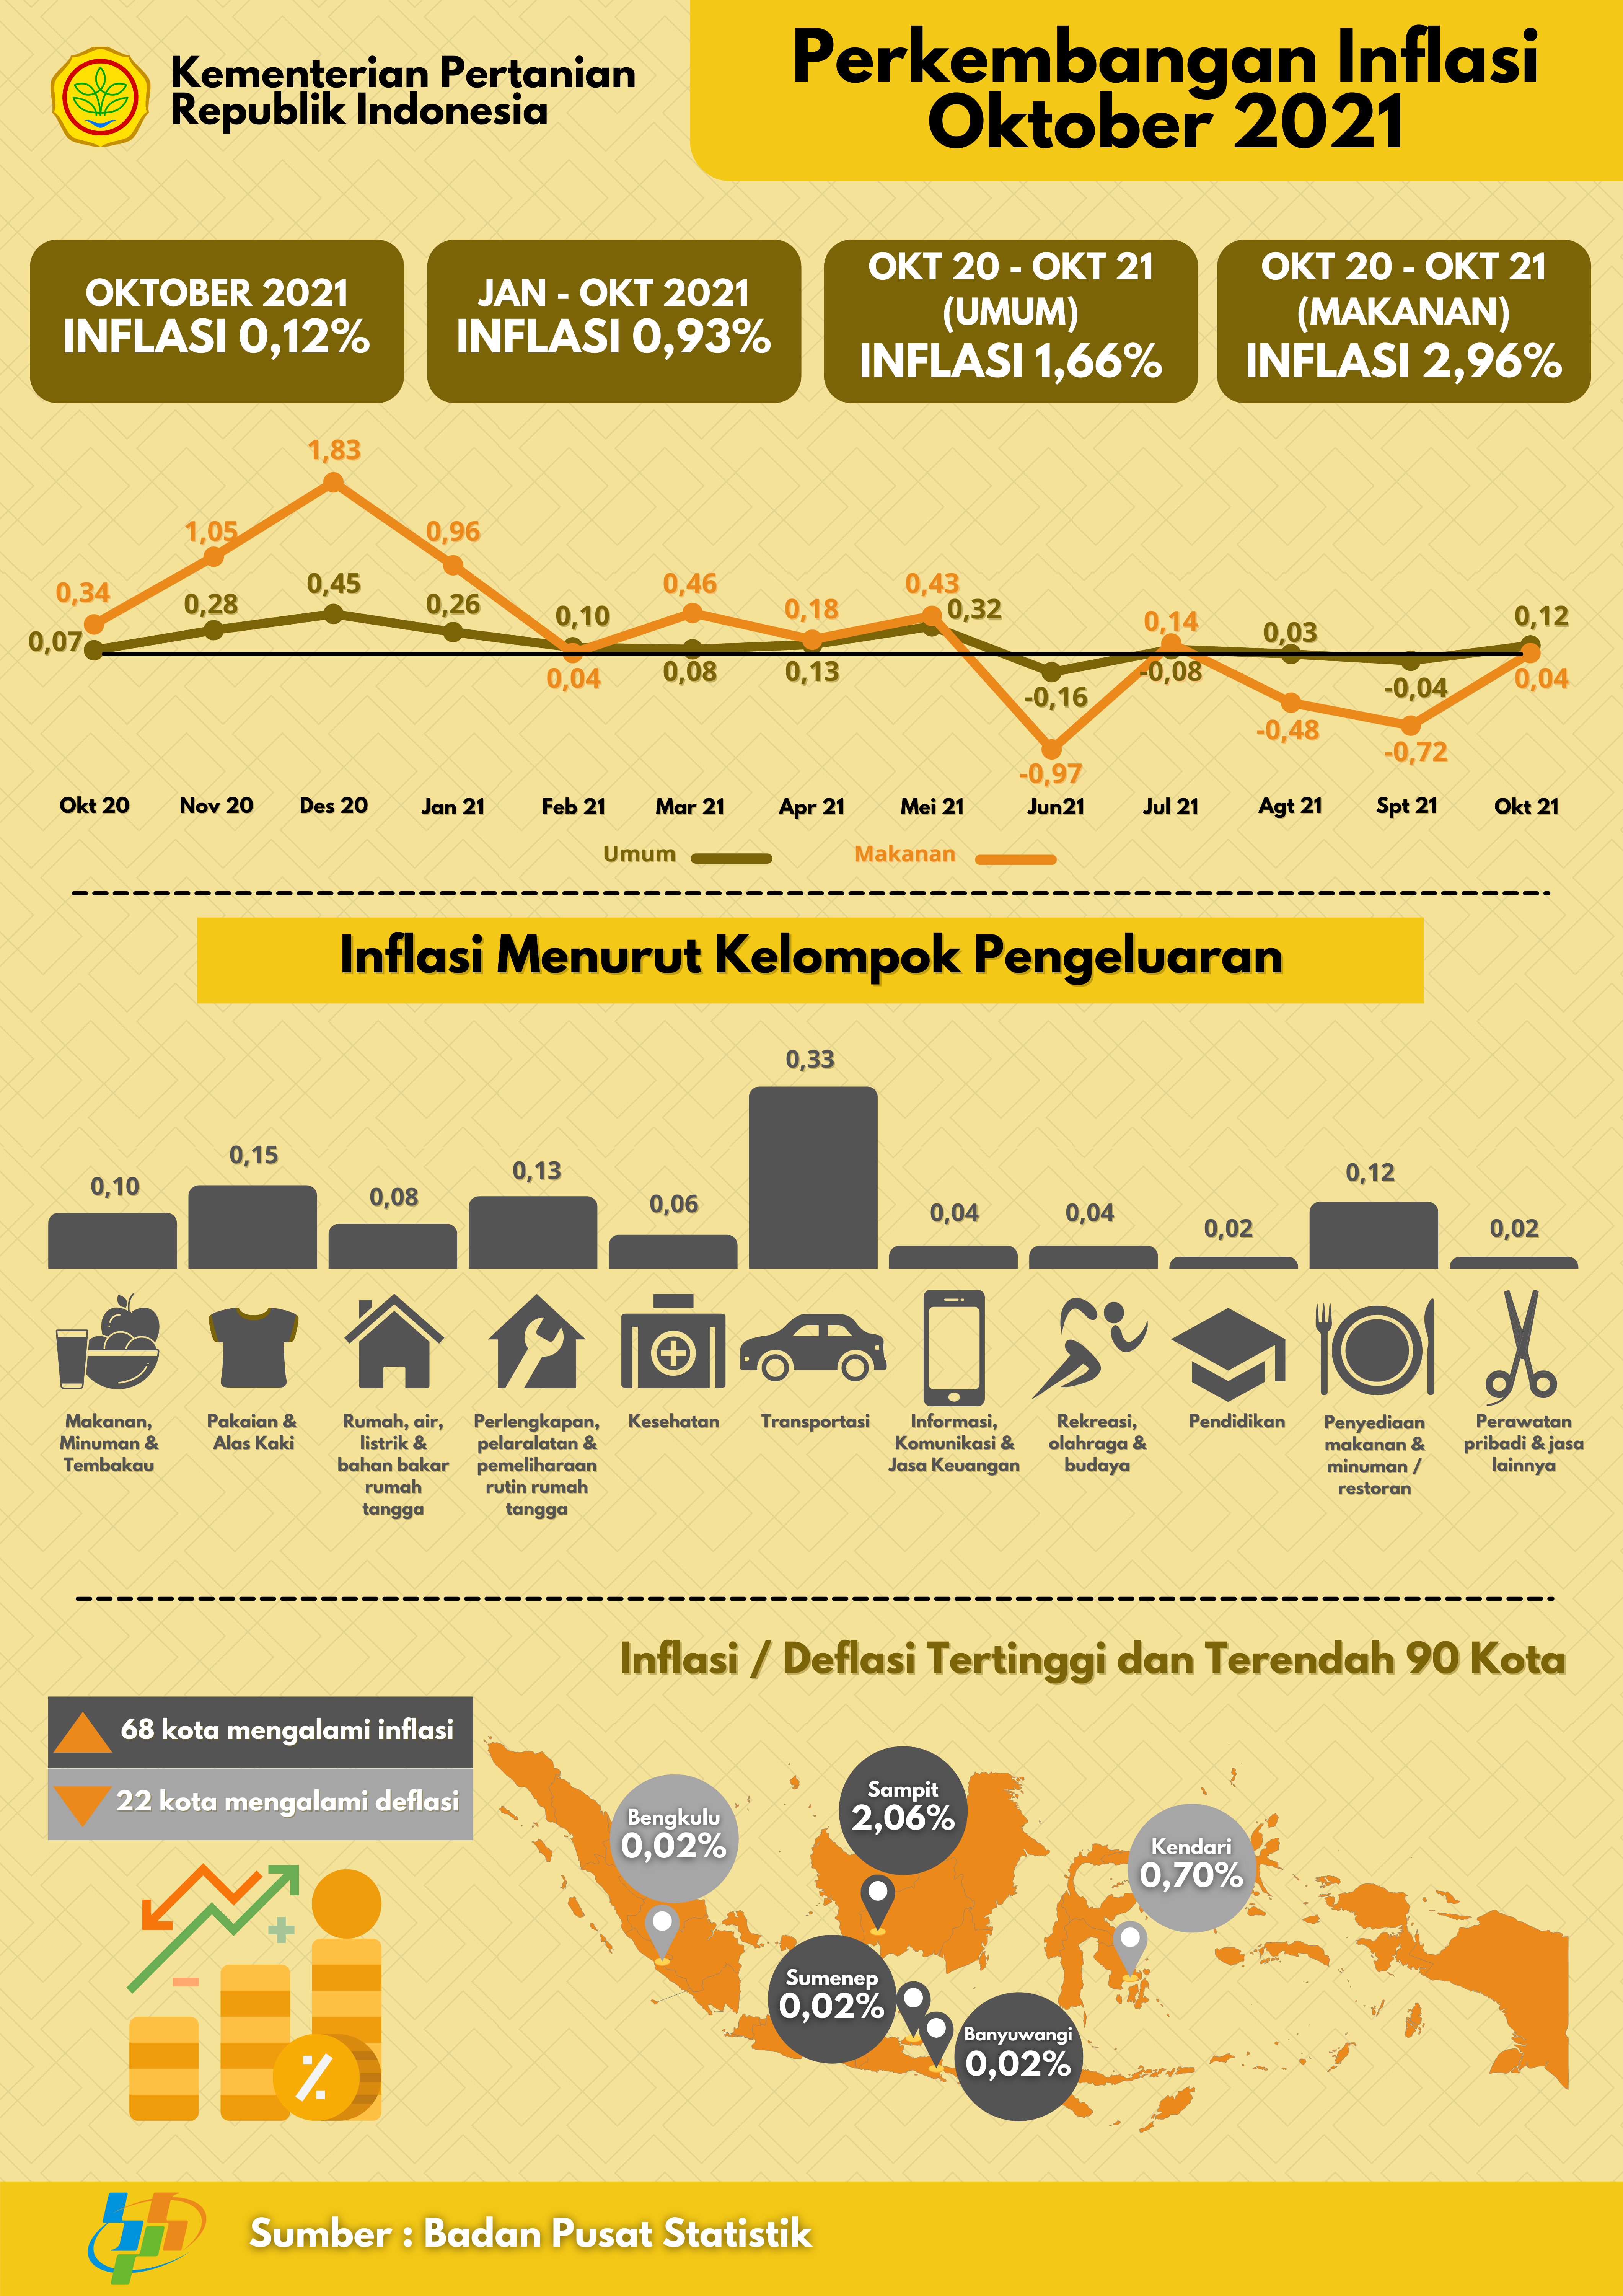 Kementerian Pertanian
Republik Indonesia
Perkembangan Inflasi
Oktober 2021
OKTOBER 2021
INFLASI 0,12%
JAN - OKT 2021
INFLASI 0,93%
OKT 20 - OKT 21
(UMUM)
INFLASI 1,66%
OKT 20 - OKT 21
(MAKANAN)
INFLASI 2,96%
0,34
1,05
1,83
0,96
0,04
0,46
0,18
0,43
-0,97
0,14
-0,48
-0,72
0,04
0,07
0,28
0,45
0,26
0,10
0,08
0,13
0,32
-0,16
-0,08
0,03
-0,04
0,12
Okt 20
Nov 20
Des 20
Jan 21
Feb 21
Mar 21
Apr 21
Mei 21
Jun21
Jul 21
Agt 21
Spt 21
Okt 21
Umum
Makanan
Inflasi Menurut Kelompok Pengeluaran
0,10
0,15
0,08
0,13
0,06
0,33
0,04
0,04
0,02
0,12
0,02
Makanan,
Minuman &
Tembakau
Pakaian &
Alas Kaki
Rumah, air,
listrik &
bahan bakar
rumah
tangga
Perlengkapan,
pelaralatan &
pemeliharaan
rutin rumah
tangga
Kesehatan
Transportasi
Informasi,
Komunikasi &
Jasa Keuangan
Rekreasi,
olahraga &
budaya
Pendidikan
Penyediaan
makanan &
minuman /
restoran
Perawatan
pribadi & jasa
lainnya
Inflasi / Deflasi Tertinggi dan Terendah 90 Kota
68 kota mengalami inflasi
22 kota mengalami deflasi
Bengkulu
0,02%
Sampit
2,06%
Kendari
0,70%
Sumenep
0,02%
Banyuwangi
0,02%
Sumber : Badan Pusat Statistik